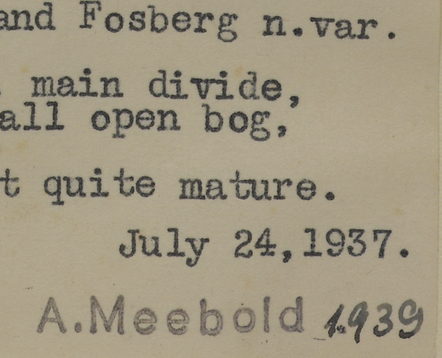 and Fosberg n.var.
main divide,
all open bog,
t quite mature.
July 24,1937.
A.Meebold 1939